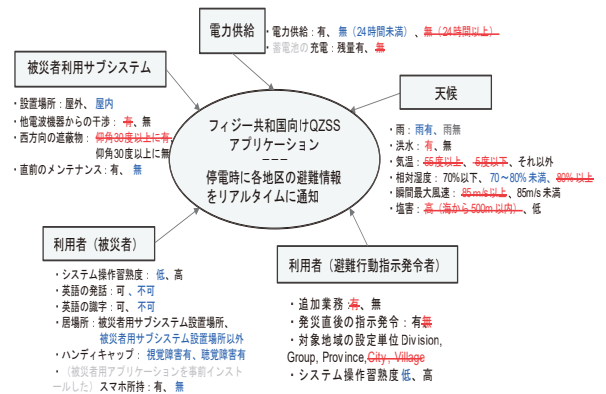 電力供給
・電力供給：有、無（24時間未満）、無（24時間以上）
・蓄電池の充電：残量有、無
被災者利用サブシステム
・設置場所：屋外、屋内
・他電波機器からの干渉：有、無
・西方向の遮蔽物：仰角30度以上に有、
仰角30度以上に無
・直前のメンテナンス：有、無
フィジー共和国向けQZSS
アプリケーション
ーーー
停電時に各地区の避難情報
をリアルタイムに通知
天候
・雨：雨有、雨無
・洪水：有、無
・気温：55度以上、-5度以下、それ以外
・相対湿度：70%以下、70～80%未満、80%以上
・瞬間最大風速：85m/s以上、85m/s未満
・塩害：高（海から500m以内）、低
利用者（被災者）
・システム操作習熟度：低、高
・英語の発話：可、不可
・英語の識字：可、不可
・居場所：被災者用サブシステム設置場所、
被災者用サブシステム設置場所以外
・ハンディキャップ：視覚障害有、聴覚障害有
・（被災者用アプリケーションを事前インスト
ールした）スマホ所持：有、無
利用者（避難行動指示発令者）
・追加業務：有、無
・発災直後の指示発令：有無
・対象地域の設定単位Division,
Group, Province,City, Village
・システム操作習熟度低、高